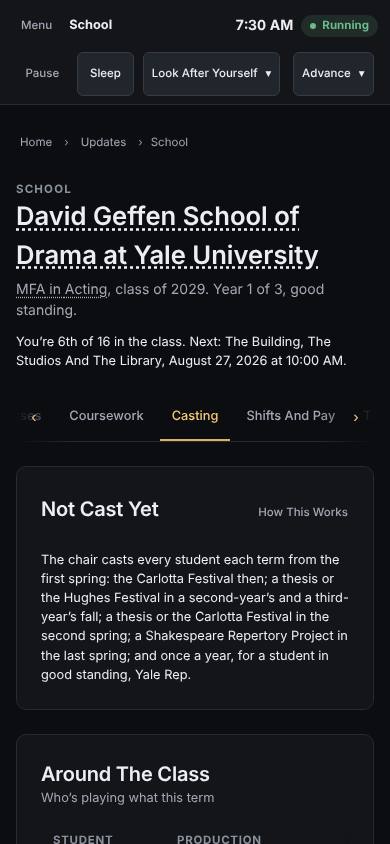 Menu School 7:30 AM Running
Pause Sleep Look After Yourself ▾ Advance ▾
Home › Updates › School
SCHOOL
David Geffen School of
Drama at Yale University
MFA in Acting, class of 2029. Year 1 of 3, good
standing.
You’re 6th of 16 in the class. Next: The Building, The
Studios And The Library, August 27, 2026 at 10:00 AM.
‹ Coursework Casting Shifts And Pay ›
Not Cast Yet How This Works
The chair casts every student each term from the
first spring: the Carlotta Festival then; a thesis or
the Hughes Festival in a second-year’s and a third-
year’s fall; a thesis or the Carlotta Festival in the
second spring; a Shakespeare Repertory Project in
the last spring; and once a year, for a student in
good standing, Yale Rep.
Around The Class
Who’s playing what this term
STUDENT PRODUCTION